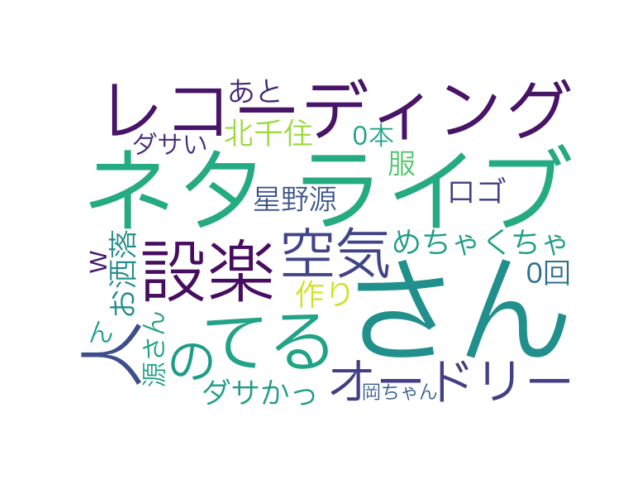 レコーディング
あと
ダサい
北千住
0本
服
ネタ
ライブ
星野源
ロゴ
設楽
空気
めちゃくちゃ
w
お洒落
0回
作り
さん
人
ん
源さん
の
てる
オードリー
ダサかっ
岡ちゃん